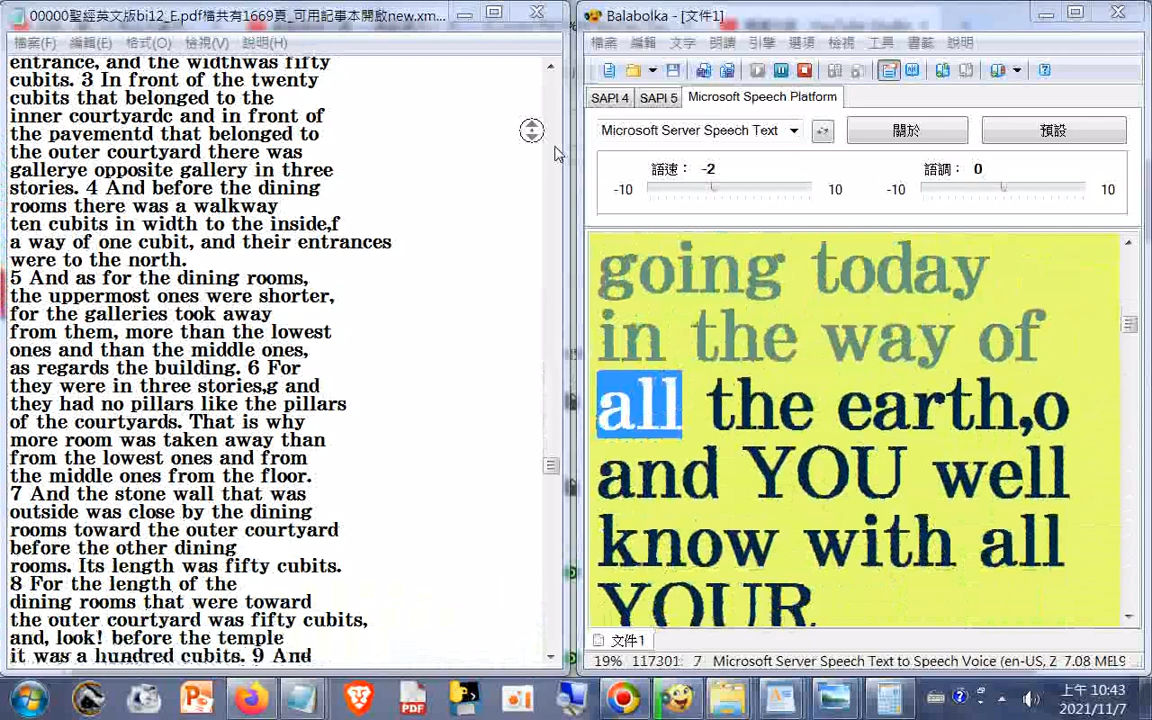 00000聖經英文版bi12_E.pdf檔共有1669頁_可用記事本開啟new.xm...
檔案(F) 編輯(E) 格式(O) 檢視(V) 說明(H)
entrance, and the widthwas fifty
cubits. 3 In front of the twenty
cubits that belonged to the
inner courtyardc and in front of
the pavementd that belonged to
the outer courtyard there was
gallerye opposite gallery in three
stories. 4 And before the dining
rooms there was a walkway
ten cubits in width to the inside,f
a way of one cubit, and their entrances
were to the north.
5 And as for the dining rooms,
the uppermost ones were shorter,
for the galleries took away
from them, more than the lowest
ones and than the middle ones,
as regards the building. 6 For
they were in three stories,g and
they had no pillars like the pillars
of the courtyards. That is why
more room was taken away than
from the lowest ones and from
the middle ones from the floor.
7 And the stone wall that was
outside was close by the dining
rooms toward the outer courtyard
before the other dining
rooms. Its length was fifty cubits.
8 For the length of the
dining rooms that were toward
the outer courtyard was fifty cubits,
and, look! before the temple
it was a hundred cubits. 9 And
Balabolka - [文件1]
檔案 編輯 文字 朗讀 引擎 選項 檢視 工具 書籤 說明
SAPI 4 SAPI 5 Microsoft Speech Platform
Microsoft Server Speech Text 關於 預設
語速： -2 語調： 0
-10 10 -10 10
going today
in the way of
all the earth,o
and YOU well
know with all
YOUR
文件1
19% 117301: 7 Microsoft Server Speech Text to Speech Voice (en-US, Z 7.08 МЕ
PDF
上午 10:43
2021/11/7